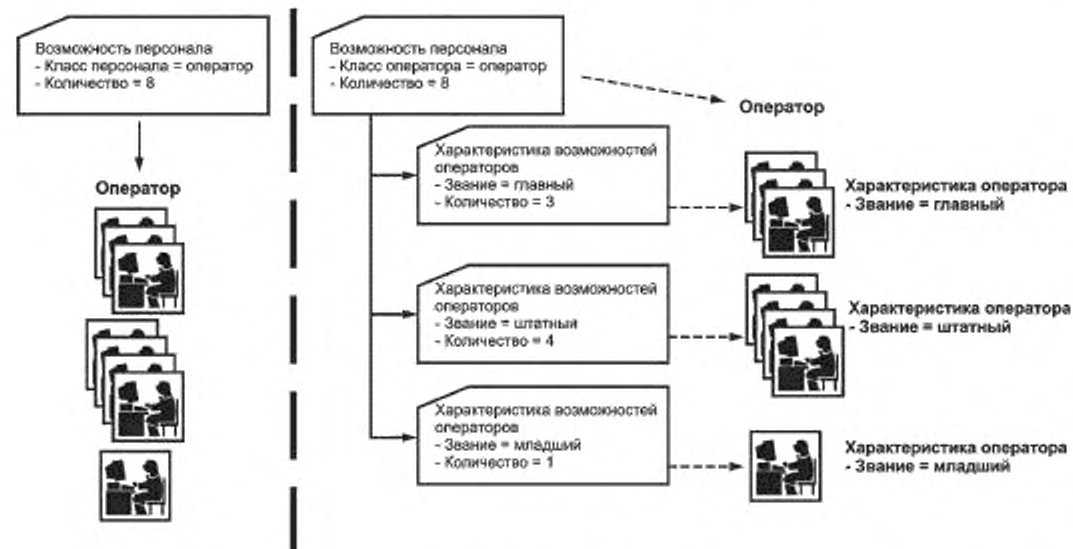 Возможность персонала
- Класс персонала = оператор
- Количество = 8
Оператор
Возможность персонала
- Класс оператора = оператор
- Количество = 8
Оператор
Характеристика возможностей
операторов
- Звание = главный
- Количество = 3
Характеристика оператора
- Звание = главный
Характеристика возможностей
операторов
- Звание = штатный
- Количество = 4
Характеристика оператора
- Звание = штатный
Характеристика возможностей
операторов
- Звание = младший
- Количество = 1
Характеристика оператора
- Звание = младший